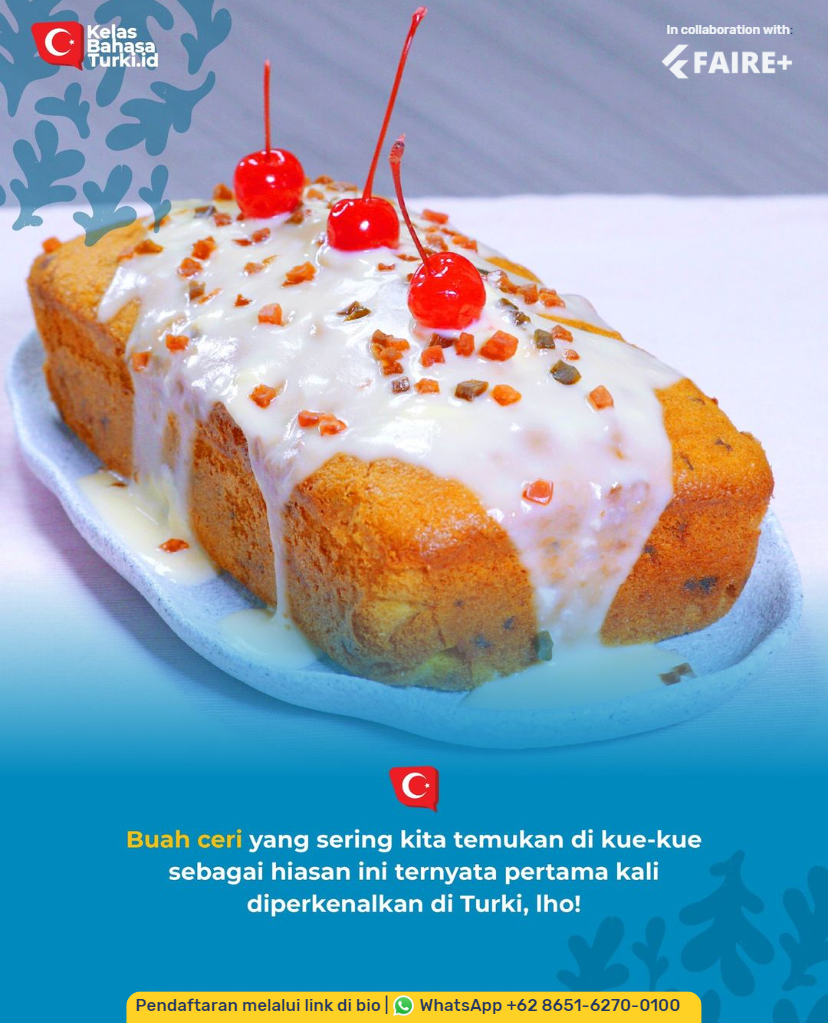 Kelas
Bahasa
Turki.id
In collaboration with:
FAIRE+
Buah ceri yang sering kita temukan di kue-kue
sebagai hiasan ini ternyata pertama kali
diperkenalkan di Turki, lho!
Pendaftaran melalui link di bio | WhatsApp +62 8651-6270-0100